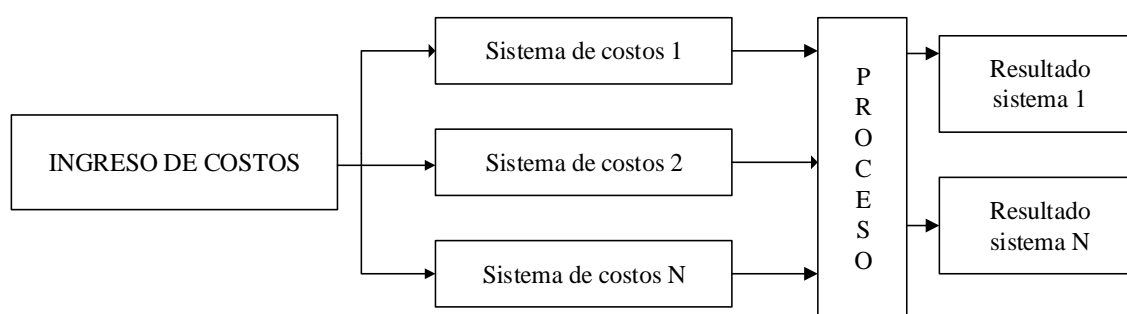 INGRESO DE COSTOS
Sistema de costos 1
Sistema de costos 2
Sistema de costos N
P
R
O
C
E
S
O
Resultado
sistema 1
Resultado
sistema N